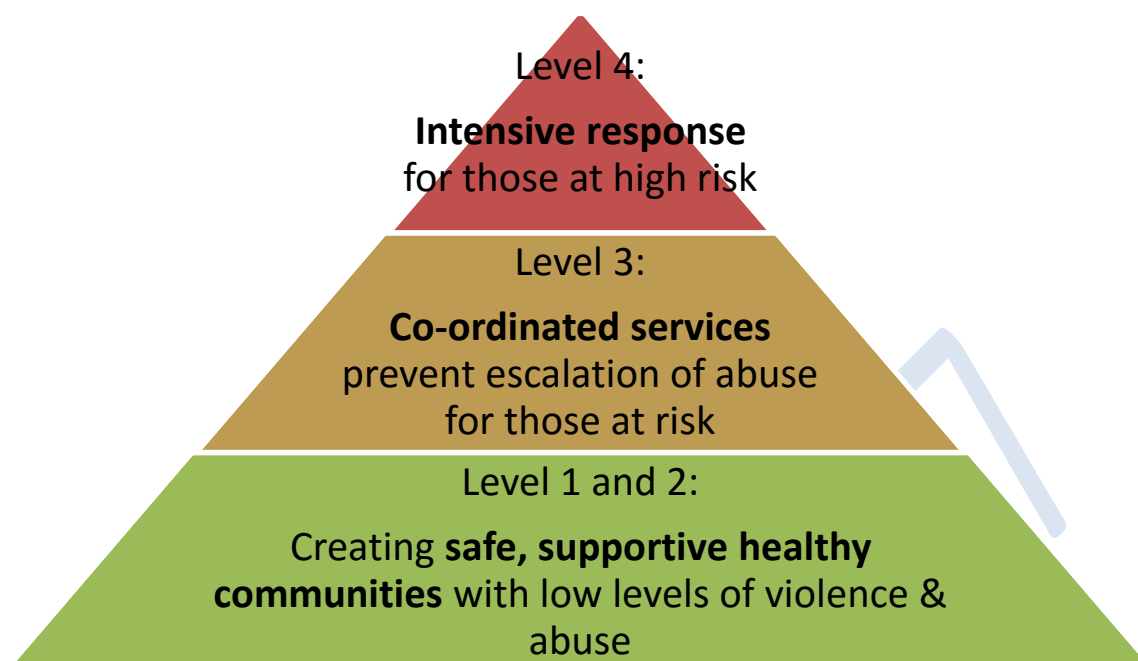 Level 4:
Intensive response
for those at high risk
Level 3:
Co-ordinated services
prevent escalation of abuse
for those at risk
Level 1 and 2:
Creating safe, supportive healthy
communities with low levels of violence &
abuse